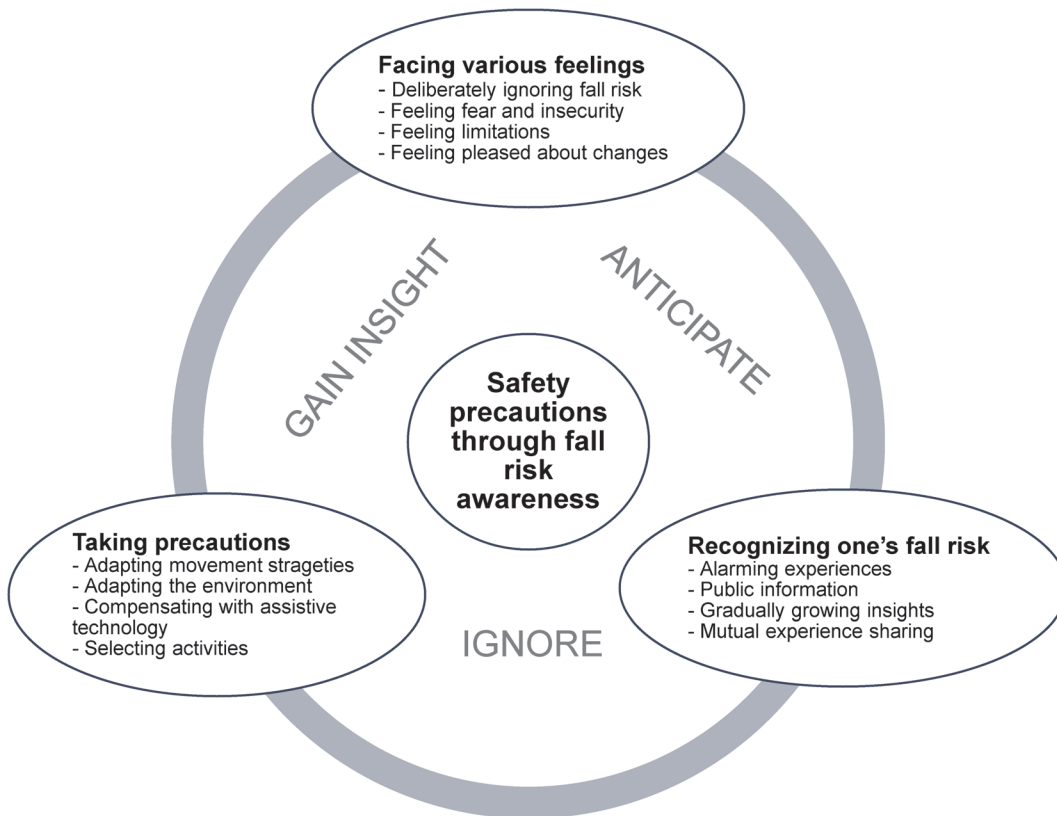 Facing various feelings
- Deliberately ignoring fall risk
- Feeling fear and insecurity
- Feeling limitations
- Feeling pleased about changes
GAIN INSIGHT
ANTICIPATE
Safety
precautions
through fall
risk
awareness
Taking precautions
- Adapting movement strageties
- Adapting the environment
- Compensating with assistive
technology
- Selecting activities
Recognizing one’s fall risk
- Alarming experiences
- Public information
- Gradually growing insights
- Mutual experience sharing
IGNORE